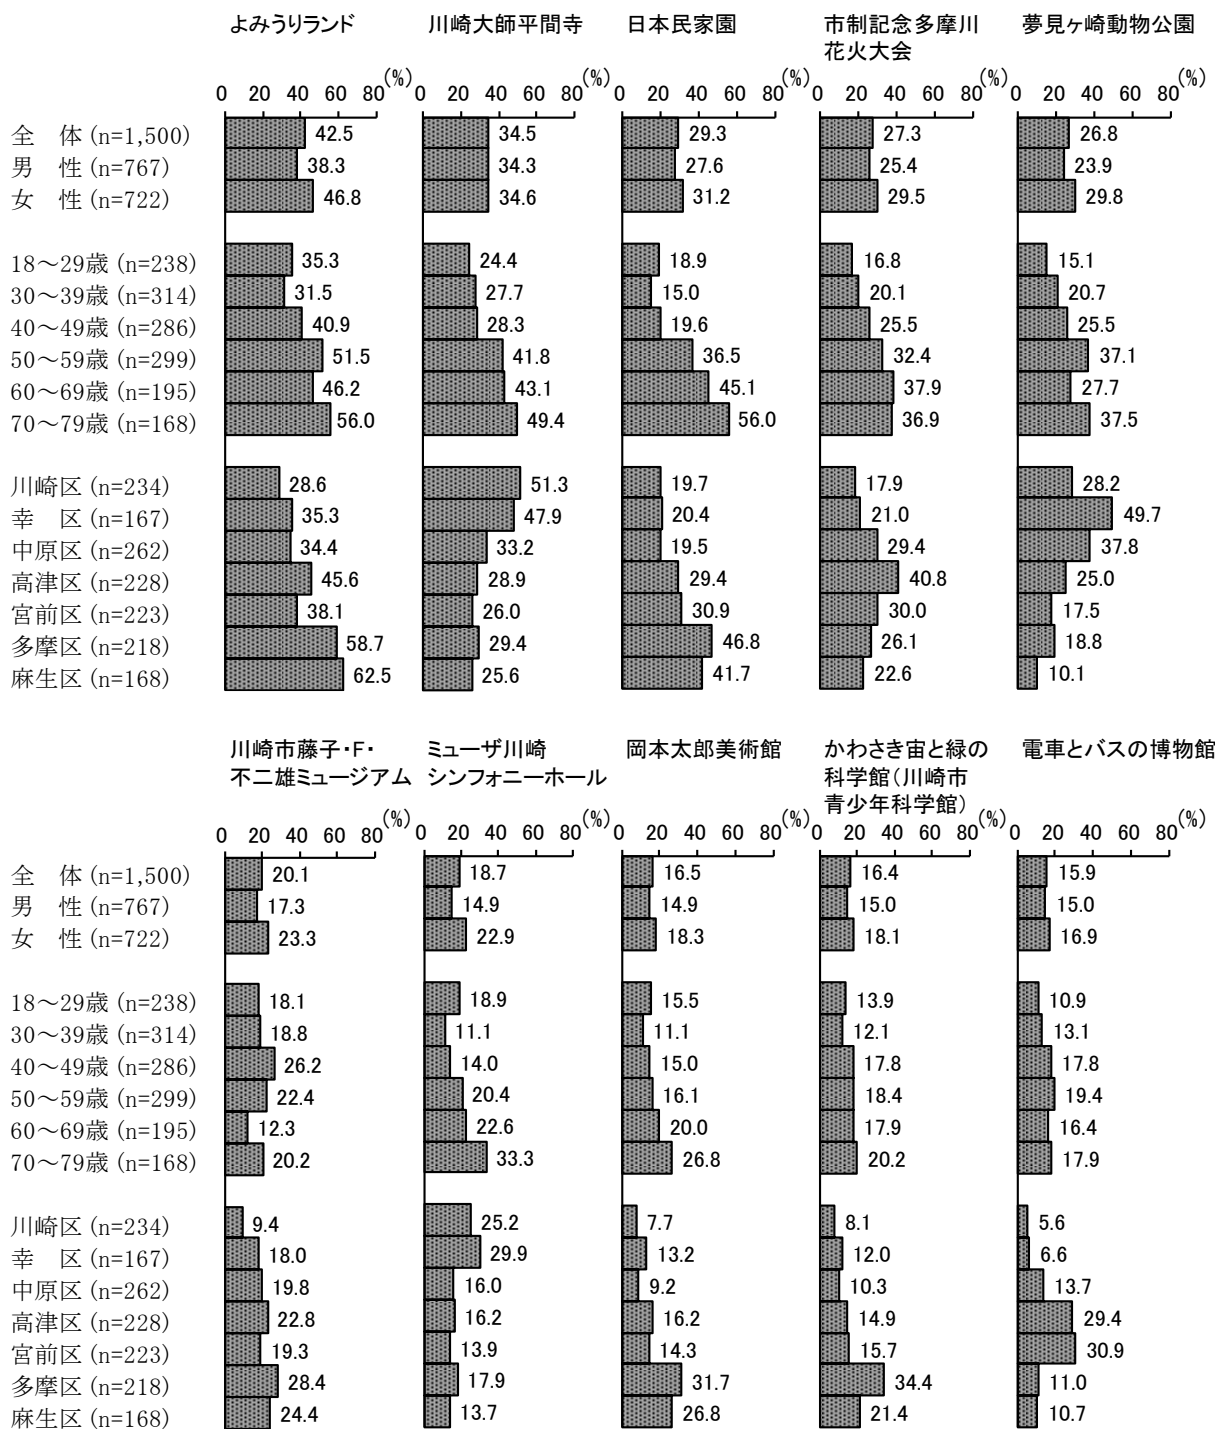 よみうりランド 川崎大師平間寺 日本民家園 市制記念多摩川 夢見ヶ崎動物公園
花火大会
0 20 40 60 80 (%) 0 20 40 60 80 (%) 0 20 40 60 80 (%) 0 20 40 60 80 (%) 0 20 40 60 80 (%)
全 体 (n=1,500) 42.5 34.5 29.3 27.3 26.8
男 性 (n=767) 38.3 34.3 27.6 25.4 23.9
女 性 (n=722) 46.8 34.6 31.2 29.5 29.8
18～29歳 (n=238) 35.3 24.4 18.9 16.8 15.1
30～39歳 (n=314) 31.5 27.7 15.0 20.1 20.7
40～49歳 (n=286) 40.9 28.3 19.6 25.5 25.5
50～59歳 (n=299) 51.5 41.8 36.5 32.4 37.1
60～69歳 (n=195) 46.2 43.1 45.1 37.9 27.7
70～79歳 (n=168) 56.0 49.4 56.0 36.9 37.5
川崎区 (n=234) 28.6 51.3 19.7 17.9 28.2
幸 区 (n=167) 35.3 47.9 20.4 21.0 49.7
中原区 (n=262) 34.4 33.2 19.5 29.4 37.8
高津区 (n=228) 45.6 28.9 29.4 40.8 25.0
宮前区 (n=223) 38.1 26.0 30.9 30.0 17.5
多摩区 (n=218) 58.7 29.4 46.8 26.1 18.8
麻生区 (n=168) 62.5 25.6 41.7 22.6 10.1
川崎市藤子・F・ ミューザ川崎 岡本太郎美術館 かわさき宙と緑の 電車とバスの博物館
不二雄ミュージアム シンフォニーホール 科学館（川崎市
青少年科学館）
0 20 40 60 80 (%) 0 20 40 60 80 (%) 0 20 40 60 80 (%) 0 20 40 60 80 (%) 0 20 40 60 80 (%)
全 体 (n=1,500) 20.1 18.7 16.5 16.4 15.9
男 性 (n=767) 17.3 14.9 14.9 15.0 15.0
女 性 (n=722) 23.3 22.9 18.3 18.1 16.9
18～29歳 (n=238) 18.1 18.9 15.5 13.9 10.9
30～39歳 (n=314) 18.8 11.1 11.1 12.1 13.1
40～49歳 (n=286) 26.2 14.0 15.0 17.8 17.8
50～59歳 (n=299) 22.4 20.4 16.1 18.4 19.4
60～69歳 (n=195) 12.3 22.6 20.0 17.9 16.4
70～79歳 (n=168) 20.2 33.3 26.8 20.2 17.9
川崎区 (n=234) 9.4 25.2 7.7 8.1 5.6
幸 区 (n=167) 18.0 29.9 13.2 12.0 6.6
中原区 (n=262) 19.8 16.0 9.2 10.3 13.7
高津区 (n=228) 22.8 16.2 16.2 14.9 29.4
宮前区 (n=223) 19.3 13.9 14.3 15.7 30.9
多摩区 (n=218) 28.4 17.9 31.7 34.4 11.0
麻生区 (n=168) 24.4 13.7 26.8 21.4 10.7